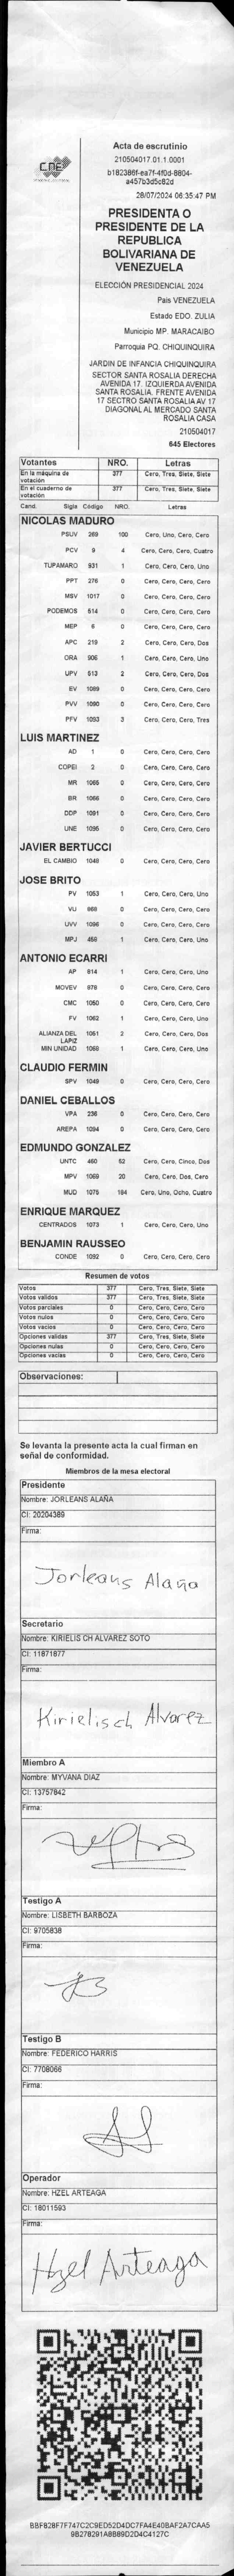 CNE
Acta de escrutinio
210504017.01.1.0001
b182386f-ea7f-4f0d-8804-
a457b3d5c82d
28/07/2024 06:35:47 PM
PRESIDENTA O
PRESIDENTE DE LA
REPUBLICA
BOLIVARIANA DE
VENEZUELA
ELECCIÓN PRESIDENCIAL 2024
Pais VENEZUELA
Estado EDO. ZULIA
Municipio MP. MARACAIBO
Parroquia PQ. CHIQUINQUIRA
JARDIN DE INFANCIA CHIQUINQUIRA
SECTOR SANTA ROSALIA DERECHA
AVENIDA 17. IZQUIERDA AVENIDA
SANTA ROSALIA. FRENTE AVENIDA
17 SECTRO SANTA ROSALIA AV 17
DIAGONAL AL MERCADO SANTA
ROSALIA CASA
210504017
645 Electores
Votantes NRO. Letras
En la máquina de votación 377 Cero, Tres, Siete, Siete
En el cuaderno de votación 377 Cero, Tres, Siete, Siete
Cand. Sigla Código NRO. Letras
NICOLAS MADURO
PSUV 269 100 Cero, Uno, Cero, Cero
PCV 9 4 Cero, Cero, Cero, Cuatro
TUPAMARO 931 1 Cero, Cero, Cero, Uno
PPT 276 0 Cero, Cero, Cero, Cero
MSV 1017 0 Cero, Cero, Cero, Cero
PODEMOS 514 0 Cero, Cero, Cero, Cero
MEP 6 0 Cero, Cero, Cero, Cero
APC 219 2 Cero, Cero, Cero, Dos
ORA 906 1 Cero, Cero, Cero, Uno
UPV 513 2 Cero, Cero, Cero, Dos
EV 1089 0 Cero, Cero, Cero, Cero
PVV 1090 0 Cero, Cero, Cero, Cero
PFV 1093 3 Cero, Cero, Cero, Tres
LUIS MARTINEZ
AD 1 0 Cero, Cero, Cero, Cero
COPEI 2 0 Cero, Cero, Cero, Cero
MR 1065 0 Cero, Cero, Cero, Cero
BR 1066 0 Cero, Cero, Cero, Cero
DDP 1091 0 Cero, Cero, Cero, Cero
UNE 1095 0 Cero, Cero, Cero, Cero
JAVIER BERTUCCI
EL CAMBIO 1048 0 Cero, Cero, Cero, Cero
JOSE BRITO
PV 1053 1 Cero, Cero, Cero, Uno
VU 868 0 Cero, Cero, Cero, Cero
UVV 1096 0 Cero, Cero, Cero, Cero
MPJ 458 1 Cero, Cero, Cero, Uno
ANTONIO ECARRI
AP 814 1 Cero, Cero, Cero, Uno
MOVEV 978 0 Cero, Cero, Cero, Cero
CMC 1050 0 Cero, Cero, Cero, Cero
FV 1062 1 Cero, Cero, Cero, Uno
ALIANZA DEL LAPIZ 1051 2 Cero, Cero, Cero, Dos
MIN UNIDAD 1068 1 Cero, Cero, Cero, Uno
CLAUDIO FERMIN
SPV 1049 0 Cero, Cero, Cero, Cero
DANIEL CEBALLOS
VPA 236 0 Cero, Cero, Cero, Cero
AREPA 1094 0 Cero, Cero, Cero, Cero
EDMUNDO GONZALEZ
UNTC 460 52 Cero, Cero, Cinco, Dos
MPV 1069 20 Cero, Cero, Dos, Cero
MUD 1075 184 Cero, Uno, Ocho, Cuatro
ENRIQUE MARQUEZ
CENTRADOS 1073 1 Cero, Cero, Cero, Uno
BENJAMIN RAUSSEO
CONDE 1092 0 Cero, Cero, Cero, Cero
Resumen de votos
Votos 377 Cero, Tres, Siete, Siete
Votos validos 377 Cero, Tres, Siete, Siete
Votos parciales 0 Cero, Cero, Cero, Cero
Votos nulos 0 Cero, Cero, Cero, Cero
Votos vacios 0 Cero, Cero, Cero, Cero
Opciones validas 377 Cero, Tres, Siete, Siete
Opciones nulas 0 Cero, Cero, Cero, Cero
Opciones vacias 0 Cero, Cero, Cero, Cero
Observaciones:
Se levanta la presente acta la cual firman en
señal de conformidad.
Miembros de la mesa electoral
Presidente
Nombre: JORLEANS ALAÑA
CI: 20204389
Firma:
Jorleans Alaña
Secretario
Nombre: KIRIELIS CH ALVAREZ SOTO
CI: 11871877
Firma:
Kirielisch Alvarez
Miembro A
Nombre: MYVANA DIAZ
CI: 13757842
Firma:
Testigo A
Nombre: LISBETH BARBOZA
CI: 9705838
Firma:
Testigo B
Nombre: FEDERICO HARRIS
CI: 7708066
Firma:
Operador
Nombre: HZEL ARTEAGA
CI: 18011593
Firma:
Hzel Arteaga
BBF828F7F747C2C9ED52D4DC7FA4E40BAF2A7CAA5
9B278291A8B89D2D4C4127C